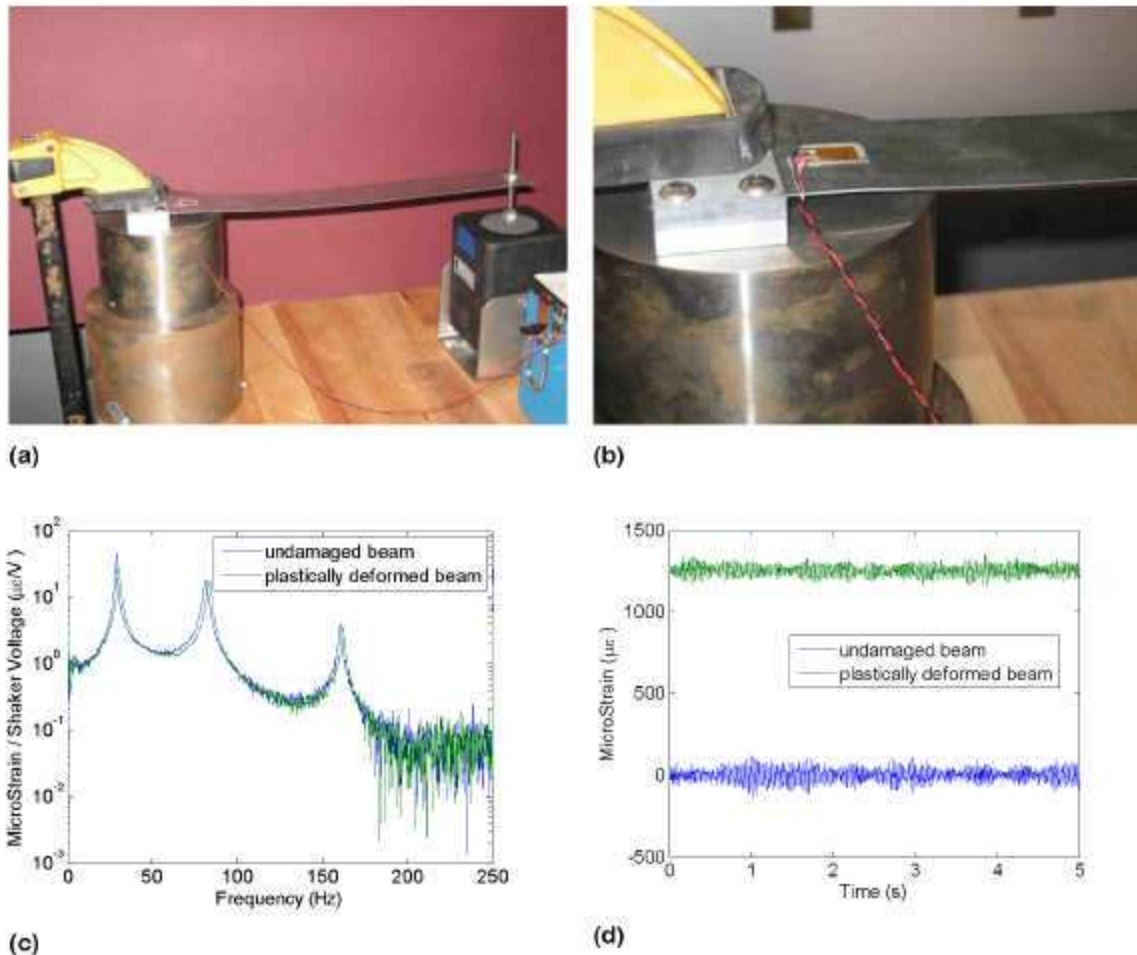 (a)
(b)
10²
10¹
10⁰
10⁻¹
10⁻²
10⁻³
MicroStrain / Shaker Voltage (µε/V)
undamaged beam
plastically deformed beam
0 50 100 150 200 250
Frequency (Hz)
(c)
1500
1000
500
0
-500
MicroStrain (µε)
undamaged beam
plastically deformed beam
0 1 2 3 4 5
Time (s)
(d)